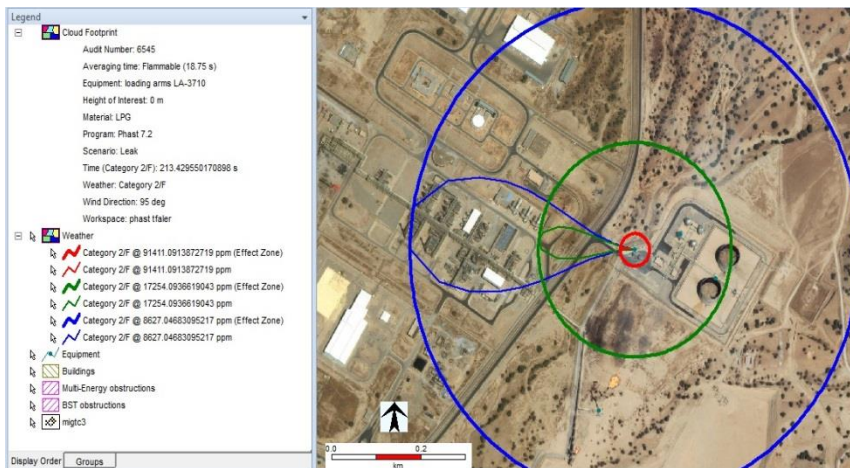 Legend
Cloud Footprint
Audit Number: 6545
Averaging time: Flammable (18.75 s)
Equipment: loading arms LA-3710
Height of Interest: 0 m
Material: LPG
Program: Phast 7.2
Scenario: Leak
Time (Category 2/F): 213.429550170898 s
Weather: Category 2/F
Wind Direction: 95 deg
Workspace: phast tfaler
Weather
Category 2/F @ 91411.0913872719 ppm (Effect Zone)
Category 2/F @ 91411.0913872719 ppm
Category 2/F @ 17254.0936619043 ppm (Effect Zone)
Category 2/F @ 17254.0936619043 ppm
Category 2/F @ 8627.04683095217 ppm (Effect Zone)
Category 2/F @ 8627.04683095217 ppm
Equipment
Buildings
Multi-Energy obstructions
BST obstructions
migtc3
Display Order Groups
0.0 0.2
km